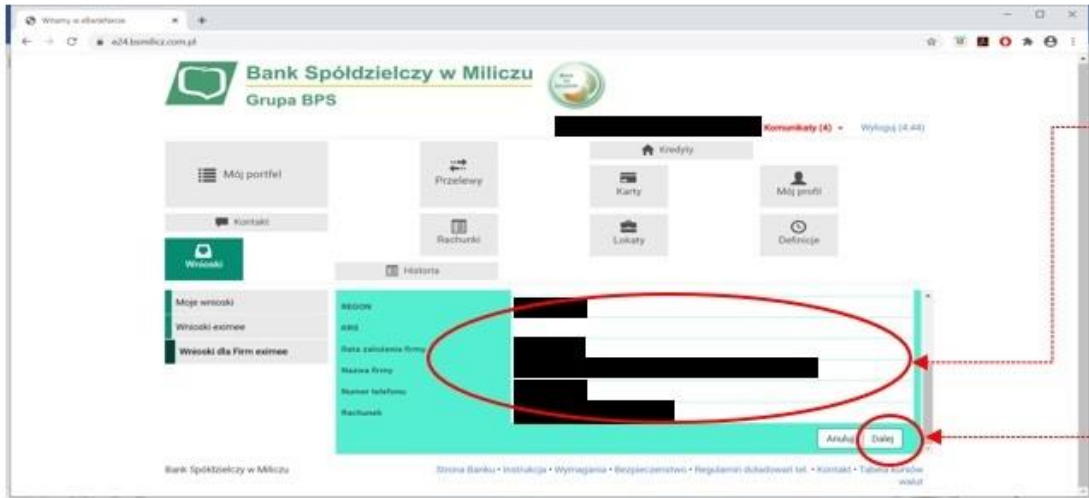 Witamy w eBankNecie
e24.bsmilicz.com.pl
Bank Spółdzielczy w Miliczu
Grupa BPS
Komunikaty (4) Wyloguj (4:44)
Mój portfel
Przelewy
Kredyty
Karty
Mój profil
Kontakt
Rachunki
Lokaty
Definicje
Wnioski
Historia
Moje wnioski
Wnioski eximee
Wnioski dla Firm eximee
REGON
KRS
Data założenia firmy
Nazwa firmy
Numer telefonu
Rachunek
Anuluj Dalej
Bank Spółdzielczy w Miliczu
Strona Banku • Instrukcja • Wymagania • Bezpieczeństwo • Regulamin doładowań tel. • Kontakt • Tabela kursów
walut